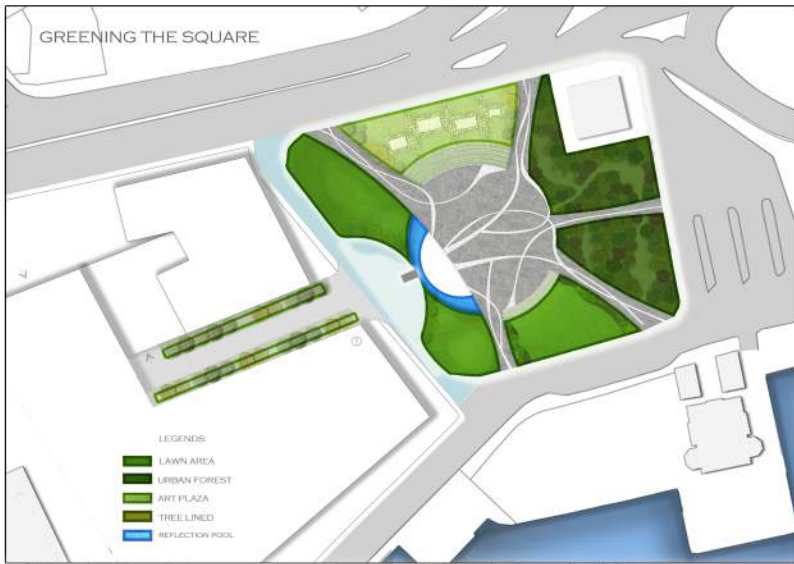 GREENING THE SQUARE
LEGENDS:
LAWN AREA
URBAN FOREST
ART PLAZA
TREE LINED
REFLECTION POOL